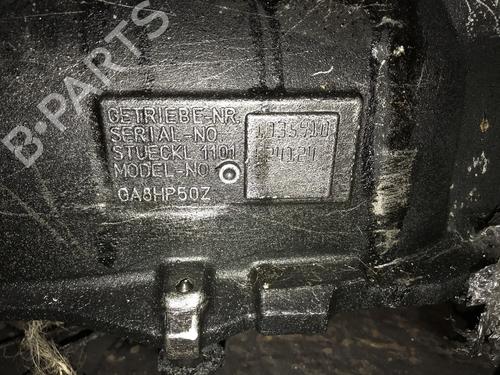 B-PARTS
GETRIEBE-NR.
SERIAL-NO.
STUECKL 1101
MODEL-NO
GA8HP50Z